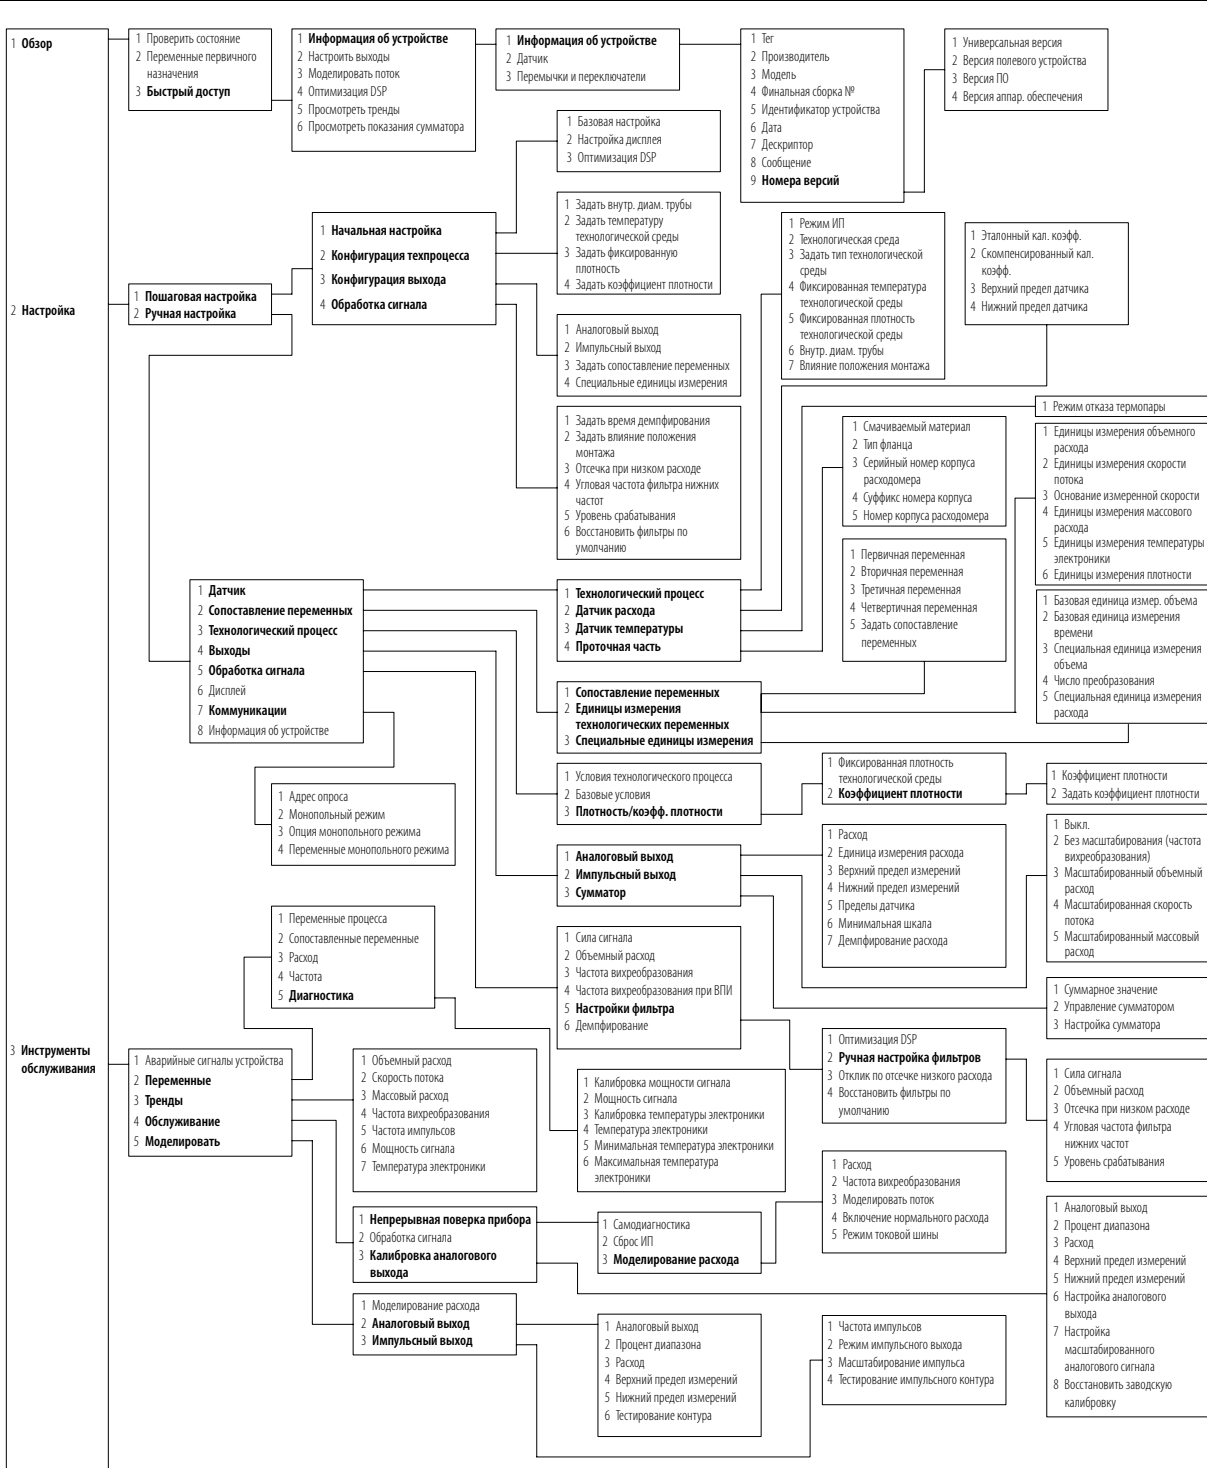 1 Обзор
1 Проверить состояние
2 Переменные первичного
назначения
3 Быстрый доступ
1 Информация об устройстве
2 Настроить выходы
3 Моделировать поток
4 Оптимизация DSP
5 Просмотреть тренды
6 Просмотреть показания сумматора
1 Информация об устройстве
2 Датчик
3 Перемычки и переключатели
1 Тег
2 Производитель
3 Модель
4 Финальная сборка №
5 Идентификатор устройства
6 Дата
7 Дескриптор
8 Сообщение
9 Номера версий
1 Универсальная версия
2 Версия полевого устройства
3 Версия ПО
4 Версия аппар. обеспечения
1 Базовая настройка
2 Настройка дисплея
3 Оптимизация DSP
2 Настройка
1 Пошаговая настройка
2 Ручная настройка
1 Начальная настройка
2 Конфигурация техпроцесса
3 Конфигурация выхода
4 Обработка сигнала
1 Задать внутр. диам. трубы
2 Задать температуру
технологической среды
3 Задать фиксированную
плотность
4 Задать коэффициент плотности
1 Режим ИП
2 Технологическая среда
3 Задать тип технологической
среды
4 Фиксированная температура
технологической среды
5 Фиксированная плотность
технологической среды
6 Внутр. диам. трубы
7 Влияние положения монтажа
1 Эталонный кал. коэфф.
2 Скомпенсированный кал.
коэфф.
3 Верхний предел датчика
4 Нижний предел датчика
1 Аналоговый выход
2 Импульсный выход
3 Задать сопоставление переменных
4 Специальные единицы измерения
1 Задать время демпфирования
2 Задать влияние положения
монтажа
3 Отсечка при низком расходе
4 Угловая частота фильтра нижних
частот
5 Уровень срабатывания
6 Восстановить фильтры по
умолчанию
1 Режим отказа термопары
1 Смачиваемый материал
2 Тип фланца
3 Серийный номер корпуса
расходомера
4 Суффикс номера корпуса
5 Номер корпуса расходомера
1 Единицы измерения объемного
расхода
2 Единицы измерения скорости
потока
3 Основание измеренной скорости
4 Единицы измерения массового
расхода
5 Единицы измерения температуры
электроники
6 Единицы измерения плотности
1 Первичная переменная
2 Вторичная переменная
3 Третичная переменная
4 Четвертичная переменная
5 Задать сопоставление
переменных
1 Датчик
2 Сопоставление переменных
3 Технологический процесс
4 Выходы
5 Обработка сигнала
6 Дисплей
7 Коммуникации
8 Информация об устройстве
1 Технологический процесс
2 Датчик расхода
3 Датчик температуры
4 Проточная часть
1 Базовая единица измер. объема
2 Базовая единица измерения
времени
3 Специальная единица измерения
объема
4 Число преобразования
5 Специальная единица измерения
расхода
1 Сопоставление переменных
2 Единицы измерения
технологических переменных
3 Специальные единицы измерения
1 Условия технологического процесса
2 Базовые условия
3 Плотность/коэфф. плотности
1 Фиксированная плотность
технологической среды
2 Коэффициент плотности
1 Коэффициент плотности
2 Задать коэффициент плотности
1 Адрес опроса
2 Монопольный режим
3 Опция монопольного режима
4 Переменные монопольного режима
1 Аналоговый выход
2 Импульсный выход
3 Сумматор
1 Расход
2 Единица измерения расхода
3 Верхний предел измерений
4 Нижний предел измерений
5 Пределы датчика
6 Минимальная шкала
7 Демпфирование расхода
1 Выкл.
2 Без масштабирования (частота
вихреобразования)
3 Масштабированный объемный
расход
4 Масштабированная скорость
потока
5 Масштабированный массовый
расход
1 Переменные процесса
2 Сопоставленные переменные
3 Расход
4 Частота
5 Диагностика
1 Сила сигнала
2 Объемный расход
3 Частота вихреобразования
4 Частота вихреобразования при ВПИ
5 Настройки фильтра
6 Демпфирование
1 Суммарное значение
2 Управление сумматором
3 Настройка сумматора
3 Инструменты
обслуживания
1 Аварийные сигналы устройства
2 Переменные
3 Тренды
4 Обслуживание
5 Моделировать
1 Объемный расход
2 Скорость потока
3 Массовый расход
4 Частота вихреобразования
5 Частота импульсов
6 Мощность сигнала
7 Температура электроники
1 Калибровка мощности сигнала
2 Мощность сигнала
3 Калибровка температуры электроники
4 Температура электроники
5 Минимальная температура электроники
6 Максимальная температура
электроники
1 Оптимизация DSP
2 Ручная настройка фильтров
3 Отклик по отсечке низкого расхода
4 Восстановить фильтры по
умолчанию
1 Сила сигнала
2 Объемный расход
3 Отсечка при низком расходе
4 Угловая частота фильтра
нижних частот
5 Уровень срабатывания
1 Непрерывная поверка прибора
2 Обработка сигнала
3 Калибровка аналогового
выхода
1 Самодиагностика
2 Сброс ИП
3 Моделирование расхода
1 Расход
2 Частота вихреобразования
3 Моделировать поток
4 Включение нормального расхода
5 Режим токовой шины
1 Аналоговый выход
2 Процент диапазона
3 Расход
4 Верхний предел измерений
5 Нижний предел измерений
6 Настройка аналогового
выхода
7 Настройка
масштабированного
аналогового сигнала
8 Восстановить заводскую
калибровку
1 Моделирование расхода
2 Аналоговый выход
3 Импульсный выход
1 Аналоговый выход
2 Процент диапазона
3 Расход
4 Верхний предел измерений
5 Нижний предел измерений
6 Тестирование контура
1 Частота импульсов
2 Режим импульсного выхода
3 Масштабирование импульса
4 Тестирование импульсного контура